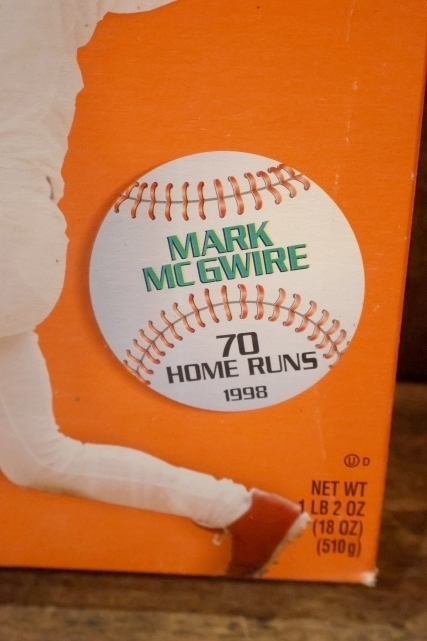 MARK
MCGWIRE
70
HOME RUNS
1998
U D
NET WT
1 LB 2 OZ
(18 OZ)
(510g)